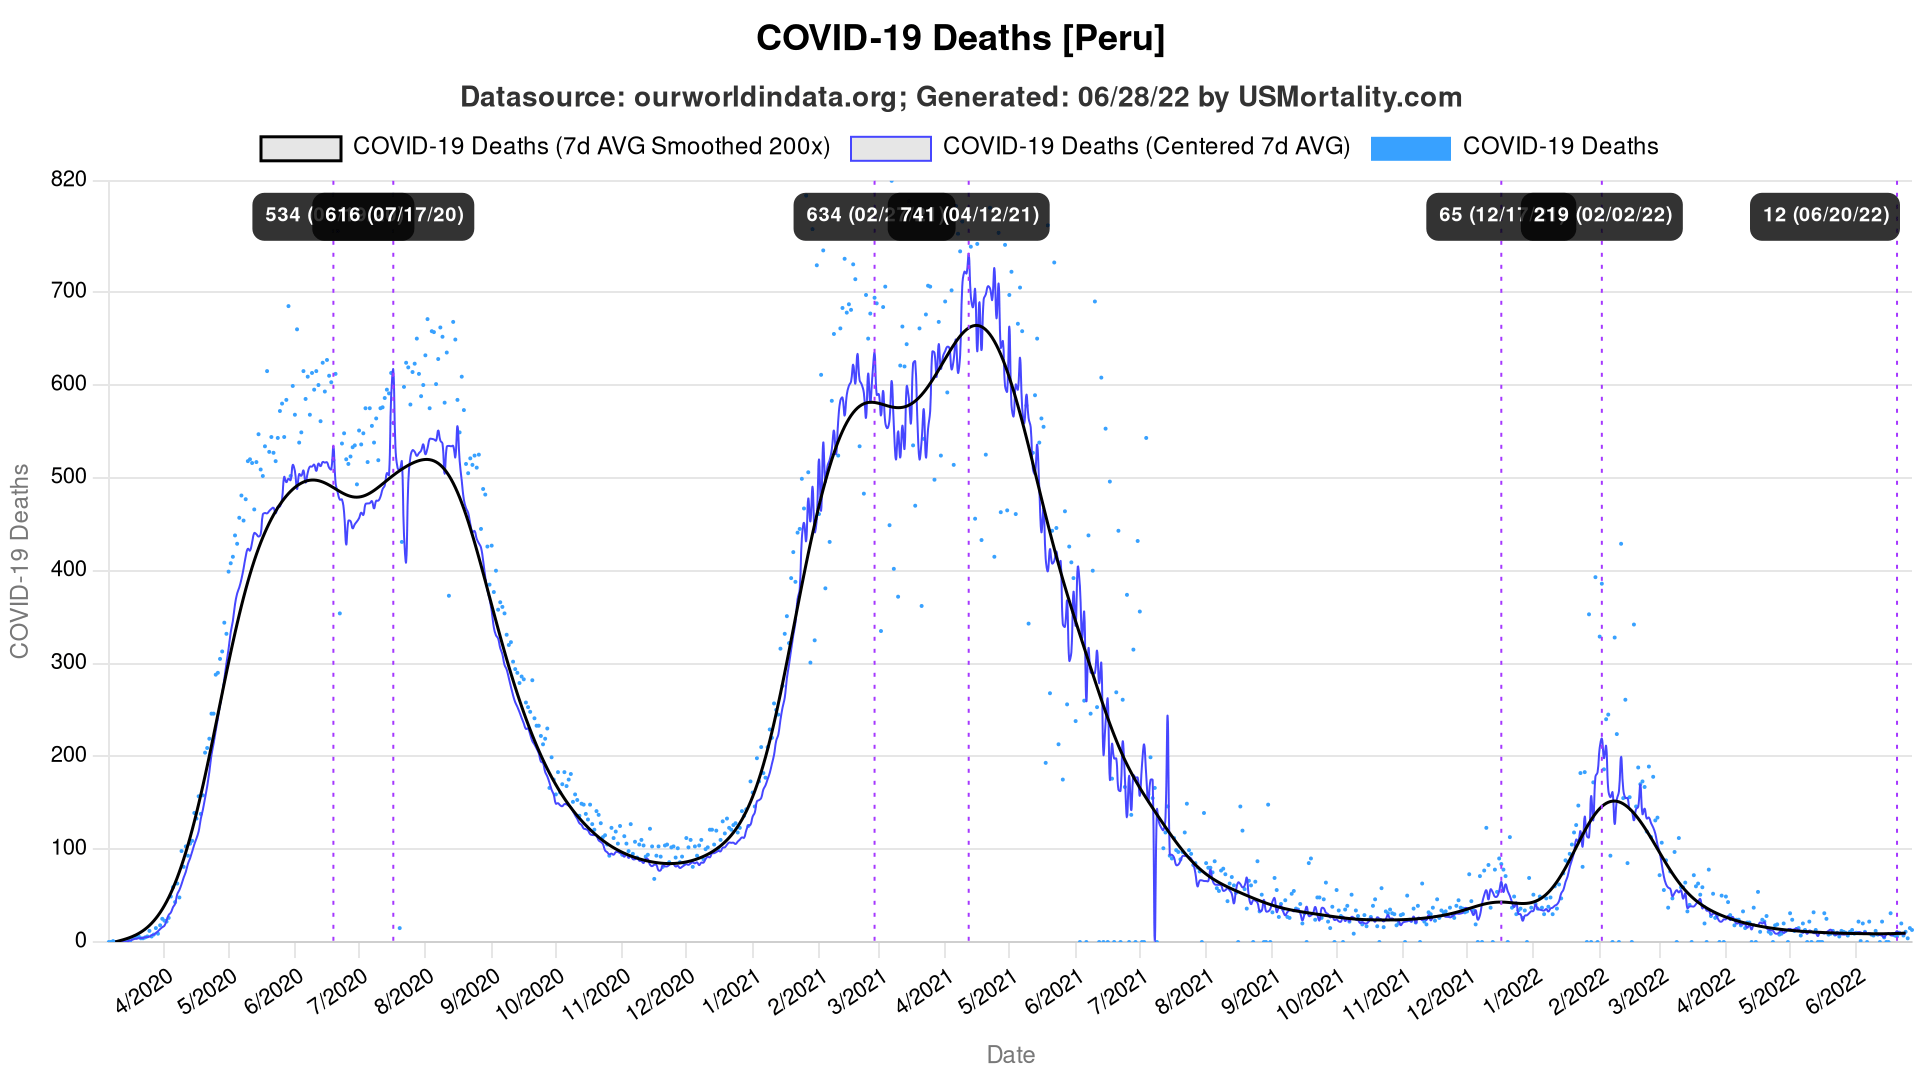 COVID-19 Deaths [Peru]
Datasource: ourworldindata.org; Generated: 06/28/22 by USMortality.com
COVID-19 Deaths (7d AVG Smoothed 200x) COVID-19 Deaths (Centered 7d AVG) COVID-19 Deaths
534 ( 616 (07/17/20) 634 (02/2 741 (04/12/21) 65 (12/17 219 (02/02/22) 12 (06/20/22)
820
700
600
500
400
300
200
100
0
COVID-19 Deaths
4/2020 5/2020 6/2020 7/2020 8/2020 9/2020 10/2020 11/2020 12/2020 1/2021 2/2021 3/2021 4/2021 5/2021 6/2021 7/2021 8/2021 9/2021 10/2021 11/2021 12/2021 1/2022 2/2022 3/2022 4/2022 5/2022 6/2022
Date